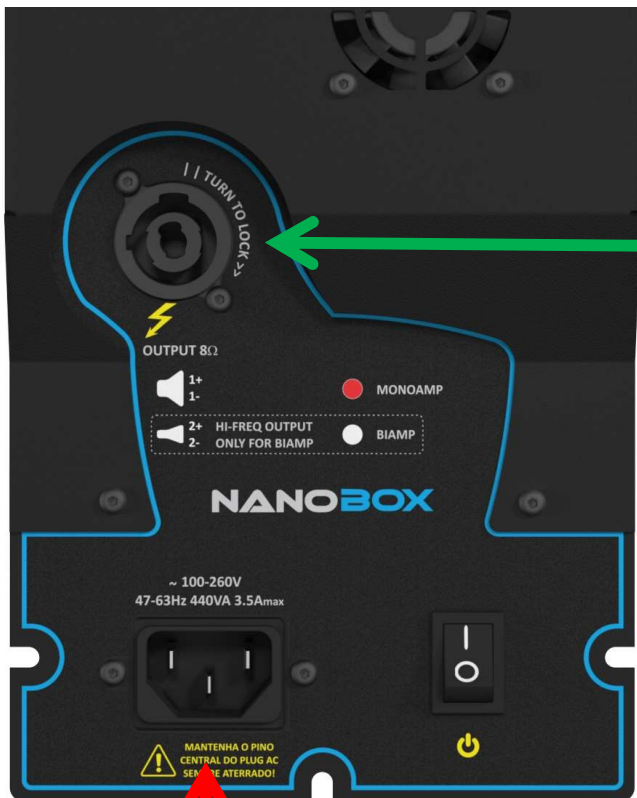 || TURN TO LOCK >>
OUTPUT 8Ω
1+
1-
MONOAMP
2+ HI-FREQ OUTPUT
2- ONLY FOR BIAMP
BIAMP
NANOBOX
~ 100-260V
47-63Hz 440VA 3.5Amax
I
O
MANTENHA O PINO
CENTRAL DO PLUG AC
ATERRADO!